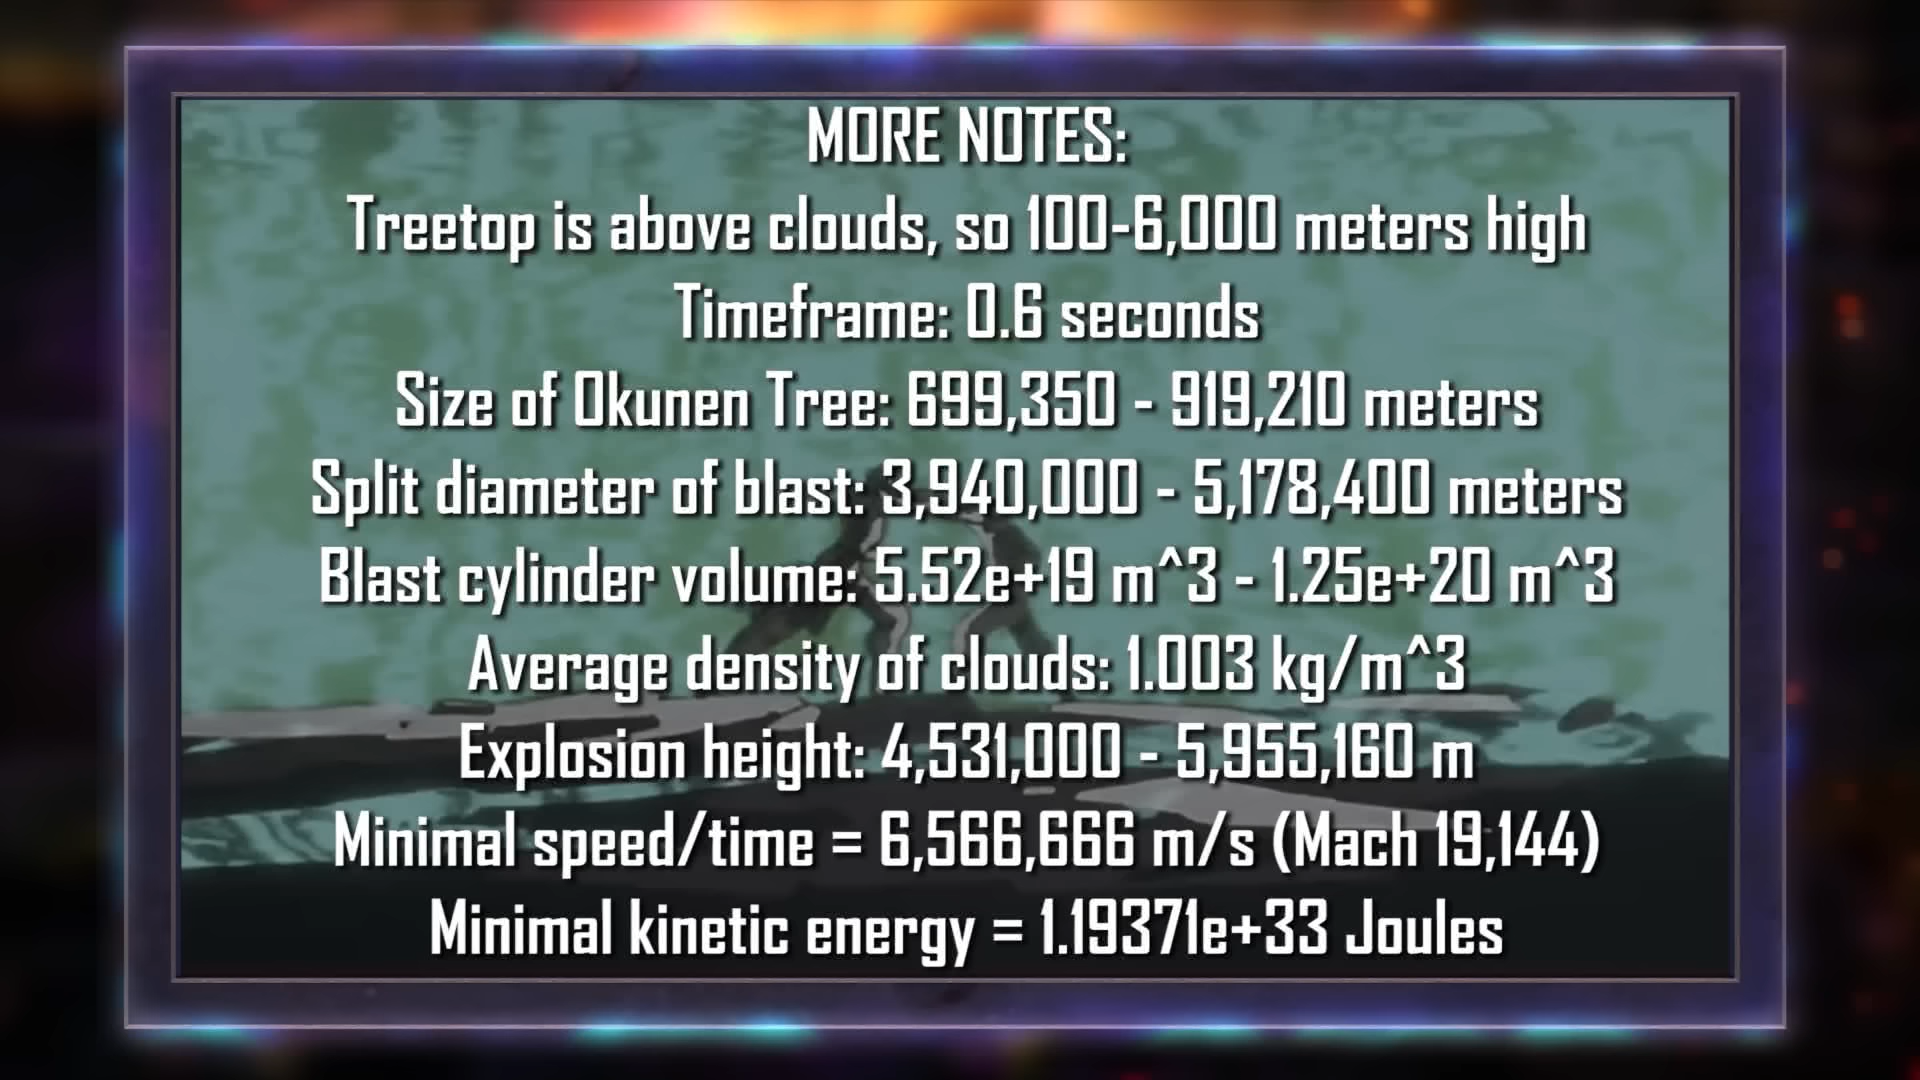 MORE NOTES:
Treetop is above clouds, so 100-6,000 meters high
Timeframe: 0.6 seconds
Size of Okunen Tree: 699,350 - 919,210 meters
Split diameter of blast: 3,940,000 - 5,178,400 meters
Blast cylinder volume: 5.52e+19 m^3 - 1.25e+20 m^3
Average density of clouds: 1.003 kg/m^3
Explosion height: 4,531,000 - 5,955,160 m
Minimal speed/time = 6,566,666 m/s (Mach 19,144)
Minimal kinetic energy = 1.19371e+33 Joules